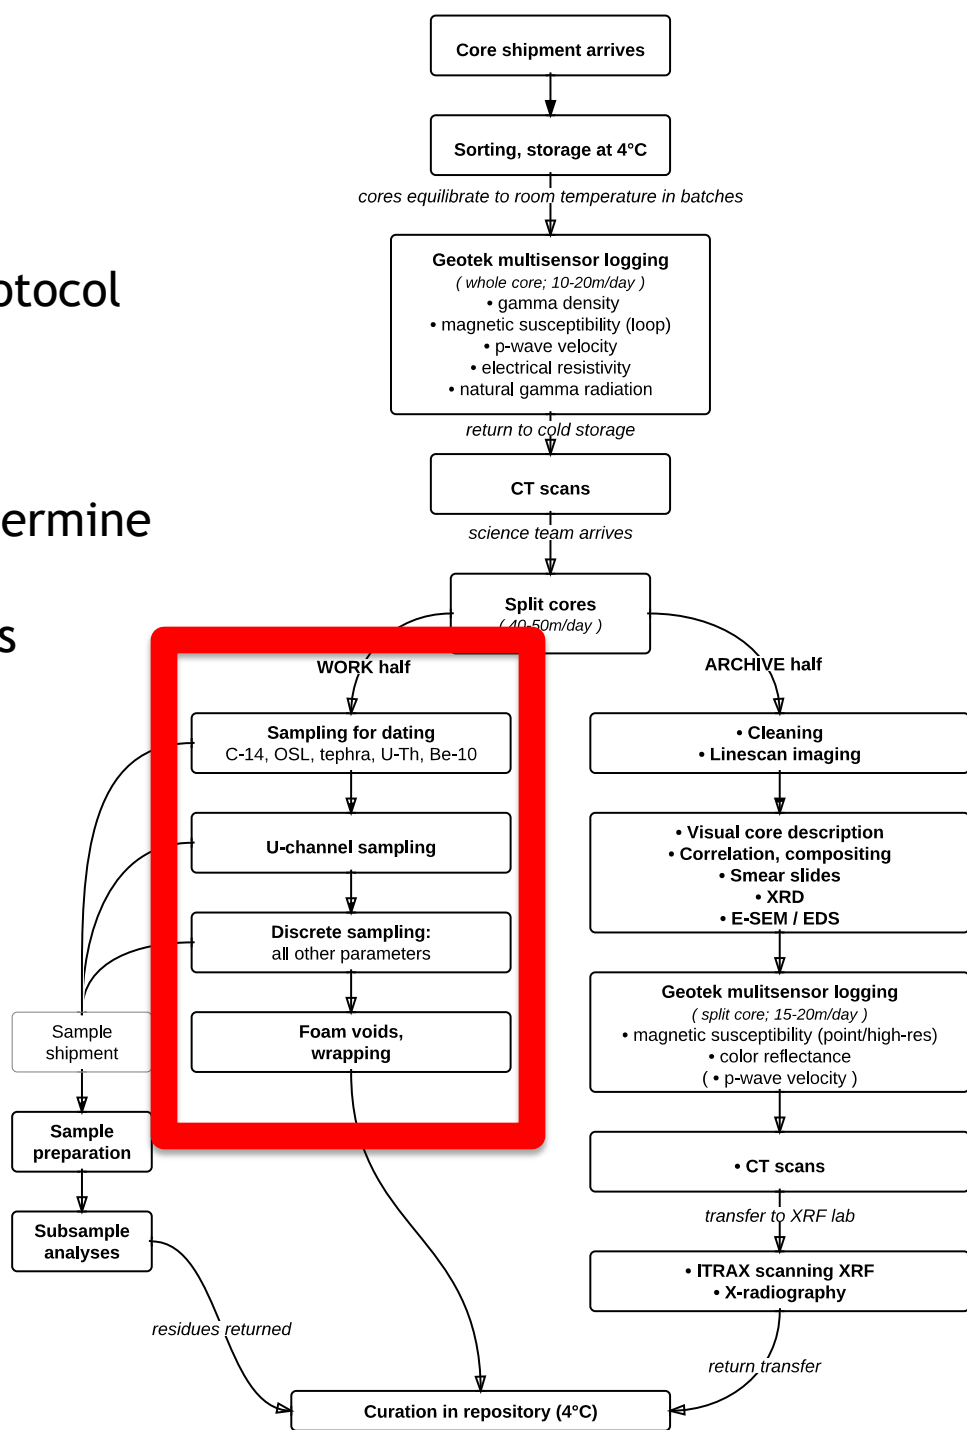 Core shipment arrives
Sorting, storage at 4°C
cores equilibrate to room temperature in batches
Geotek multisensor logging
( whole core; 10-20m/day )
• gamma density
• magnetic susceptibility (loop)
• p-wave velocity
• electrical resistivity
• natural gamma radiation
return to cold storage
CT scans
science team arrives
Split cores
( 40-50m/day )
WORK half
Sampling for dating
C-14, OSL, tephra, U-Th, Be-10
U-channel sampling
Discrete sampling:
all other parameters
Foam voids,
wrapping
Sample
shipment
Sample
preparation
Subsample
analyses
residues returned
ARCHIVE half
• Cleaning
• Linescan imaging
• Visual core description
• Correlation, compositing
• Smear slides
• XRD
• E-SEM / EDS
Geotek mulitsensor logging
( split core; 15-20m/day )
• magnetic susceptibility (point/high-res)
• color reflectance
( • p-wave velocity )
• CT scans
transfer to XRF lab
• ITRAX scanning XRF
• X-radiography
return transfer
Curation in repository (4°C)